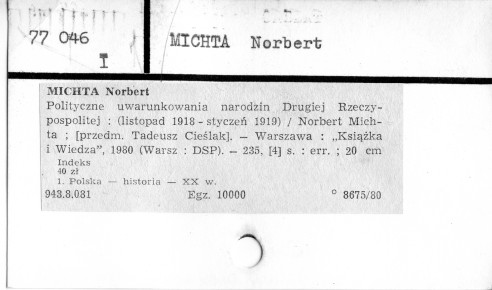 77 046
I
MICHTA Norbert
MICHTA Norbert
Polityczne uwarunkowania narodzin Drugiej Rzeczy-
pospolitej : (listopad 1918 - styczeń 1919) / Norbert Mich-
ta ; [przedm. Tadeusz Cieślak]. — Warszawa : „Książka
i Wiedza", 1980 (Warsz : DSP). — 235, [4] s. : err. ; 20 cm
Indeks
40 zł
1. Polska — historia — XX w.
943.8.081 Egz. 10000 ° 8675/80